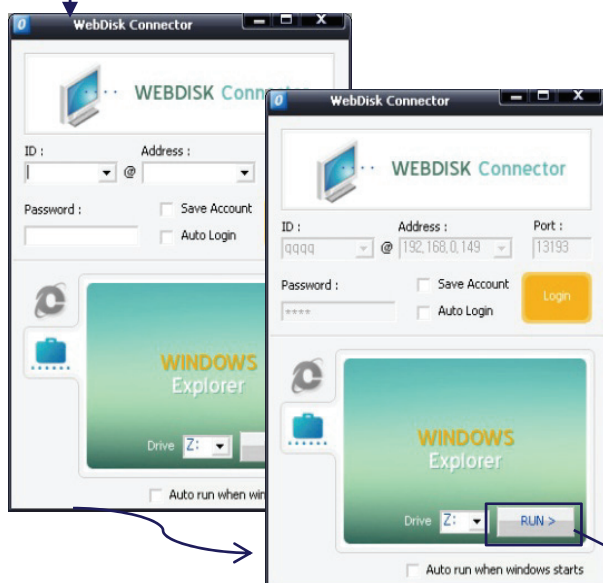 WebDisk Connector
WEBDISK Conn
ID :
Address :
@
Password :
Save Account
Auto Login
WINDOWS
Explorer
Drive Z:
Auto run when win
WebDisk Connector
WEBDISK Connector
ID :
Address :
Port :
qqqq @ 192,168,0,149 13193
Password :
Save Account
**** Auto Login
Login
WINDOWS
Explorer
Drive Z: RUN >
Auto run when windows starts